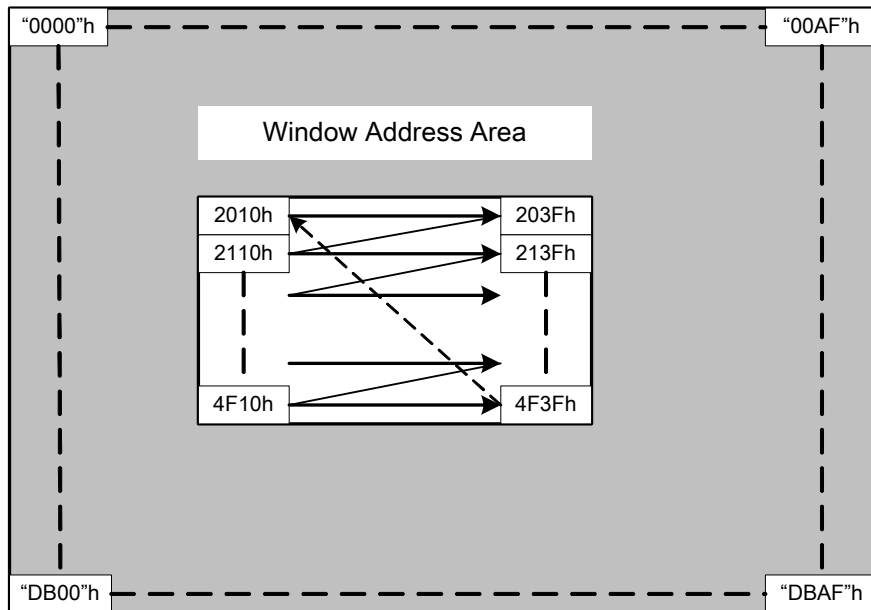 “0000”h “00AF”h
Window Address Area
2010h 203Fh
2110h 213Fh
4F10h 4F3Fh
“DB00”h “DBAF”h